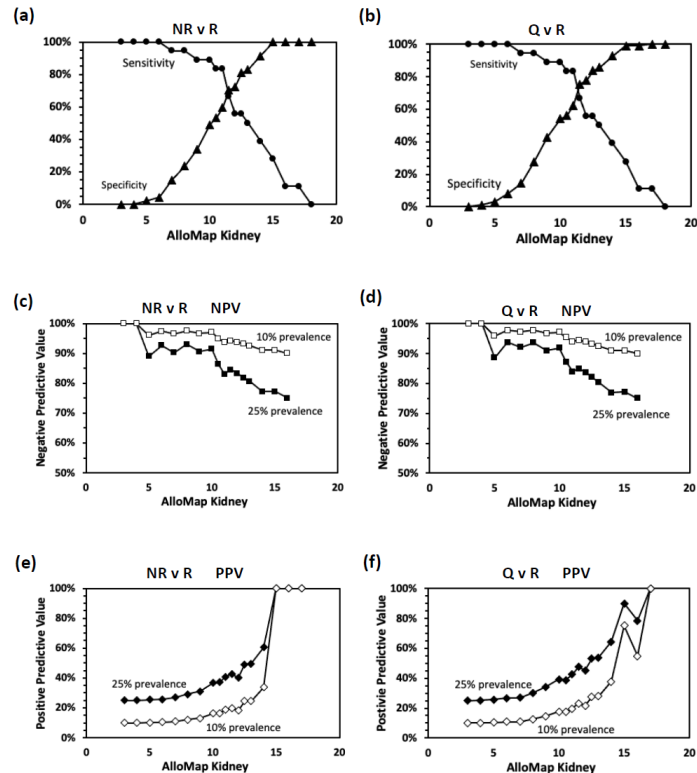 (a) NR v R
100%
80%
60%
40%
20%
0%
Sensitivity
Specificity
0 5 10 15 20
AlloMap Kidney
(b) Q v R
100%
80%
60%
40%
20%
0%
Sensitivity
Specificity
0 5 10 15 20
AlloMap Kidney
(c) NR v R NPV
Negative Predictive Value
100%
90%
80%
70%
60%
50%
10% prevalence
25% prevalence
0 5 10 15 20
AlloMap Kidney
(d) Q v R NPV
Negative Predictive Value
100%
90%
80%
70%
60%
50%
10% prevalence
25% prevalence
0 5 10 15 20
AlloMap Kidney
(e) NR v R PPV
Positive Predictive Value
100%
80%
60%
40%
20%
0%
25% prevalence
10% prevalence
0 5 10 15 20
AlloMap Kidney
(f) Q v R PPV
Postivie Predictive Value
100%
80%
60%
40%
20%
0%
25% prevalence
10% prevalence
0 5 10 15 20
AlloMap Kidney